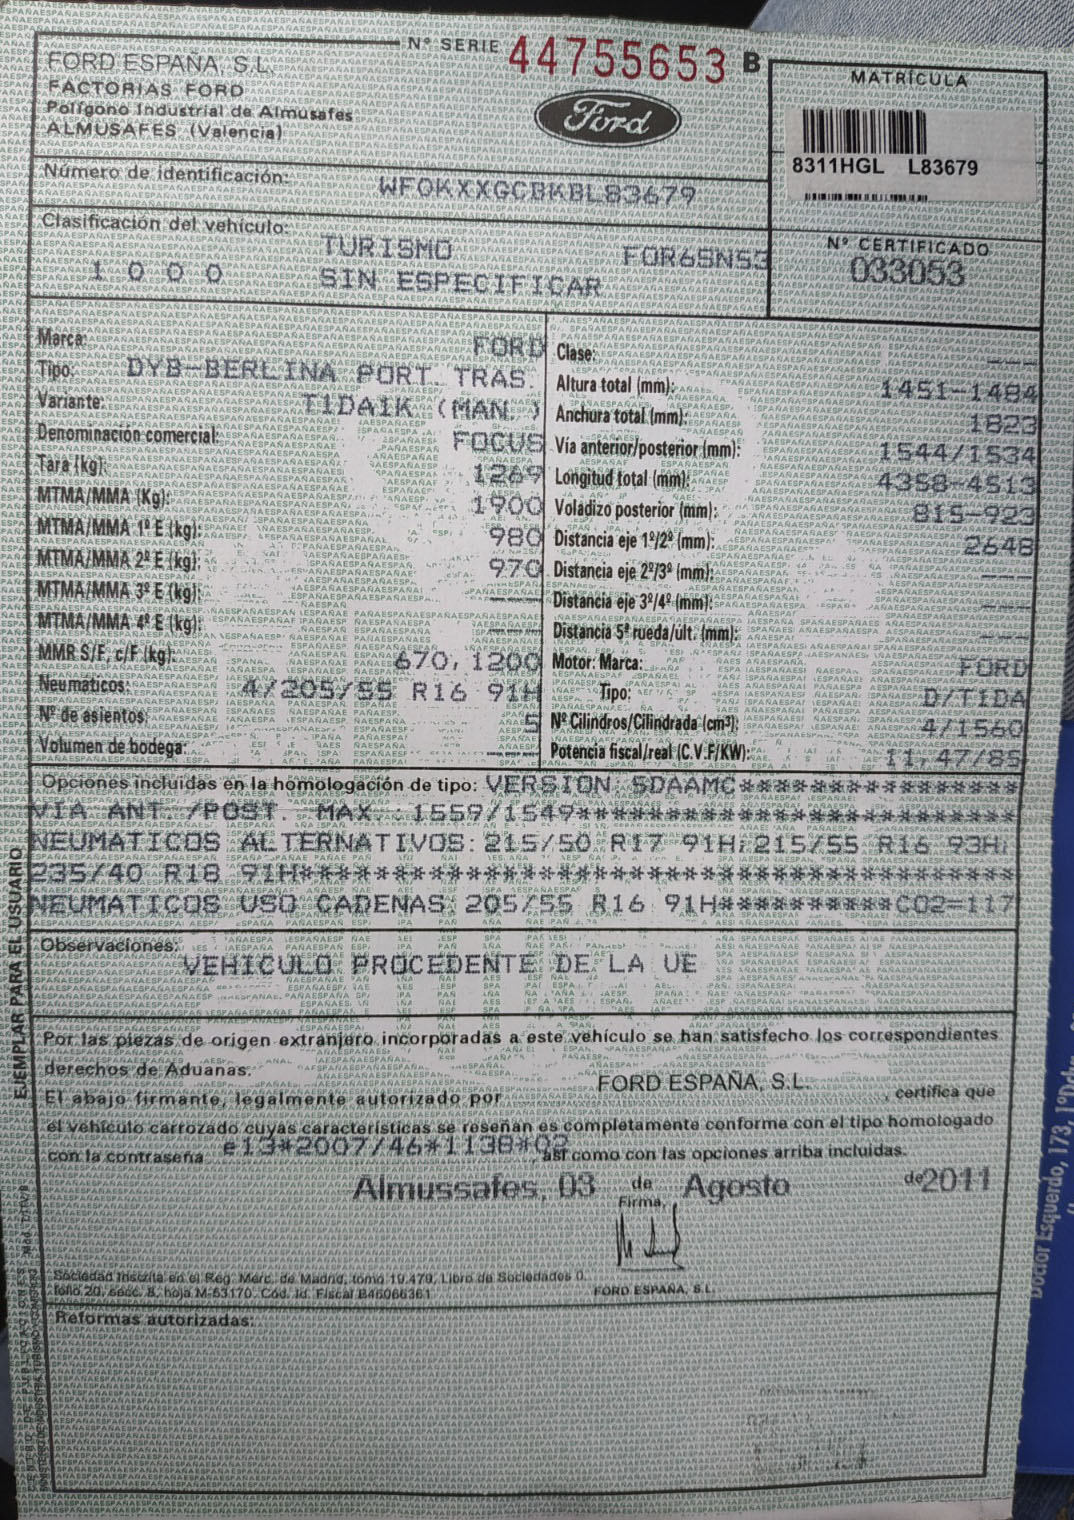 FORD ESPAÑA, S.L.
FACTORIAS FORD
Polígono Industrial de Almusafes
ALMUSAFES (Valencia)
Nº SERIE 44755653 B
Ford
MATRÍCULA
8311HGL L83679
Número de identificación: WF0KXXGCBKBL83679
Clasificación del vehículo: TURISMO FOR6SN53
1 0 0 0 SIN ESPECIFICAR
Nº CERTIFICADO
033053
Marca: FORD
Tipo: DYB-BERLINA PORT. TRAS.
Variante: T1DA1K (MAN. )
Denominación comercial: FOCUS
Tara (kg): 1269
MTMA/MMA (Kg): 1900
MTMA/MMA 1º E (kg): 980
MTMA/MMA 2º E (kg): 970
MTMA/MMA 3º E (kg): ----
MTMA/MMA 4º E (kg): ----
MMR S/F, c/F (kg): 670, 1200
Neumaticos: 4/205/55 R16 91H
Nº de asientos: 5
Volumen de bodega: ----
Clase: ---
Altura total (mm): 1451-1484
Anchura total (mm): 1823
Vía anterior/posterior (mm): 1544/1534
Longitud total (mm): 4358-4513
Voladizo posterior (mm): 815-923
Distancia eje 1º/2º (mm): 2648
Distancia eje 2º/3º (mm): ---
Distancia eje 3º/4º (mm): ---
Distancia 5ª rueda/últ. (mm): ---
Motor: Marca: FORD
Tipo: D/T1DA
Nº Cilindros/Cilindrada (cm³): 4/1560
Potencia fiscal/real (C.V.F/KW): 11,47/85
Opciones incluidas en la homologación de tipo: VERSION: 5DAAMC********************
VIA ANT. /POST. MAX. : 1559/1549******************************
NEUMATICOS ALTERNATIVOS: 215/50 R17 91H; 215/55 R16 93H;
235/40 R18 91H*************************************************
NEUMATICOS USO CADENAS: 205/55 R16 91H***********CO2=117
Observaciones:
VEHICULO PROCEDENTE DE LA UE
Por las piezas de origen extranjero incorporadas a este vehículo se han satisfecho los correspondientes
derechos de Aduanas.
El abajo firmante, legalmente autorizado por FORD ESPAÑA, S.L. , certifica que
el vehículo carrozado cuyas características se reseñan es completamente conforme con el tipo homologado
con la contraseña e13*2007/46*1138*02 , así como con las opciones arriba incluidas.
Almussafes, 03 de Agosto de 2011
Firma,
Sociedad Inscrita en el Reg. Merc. de Madrid, tomo 19.479, Libro de Sociedades 0.
folio 20, secc. 8, hoja M-63170. Cód. Id. Fiscal B46066361
FORD ESPAÑA, S.L.
Reformas autorizadas:
EJEMPLAR PARA EL USUARIO
Doctor Esquerdo, 173, 1º